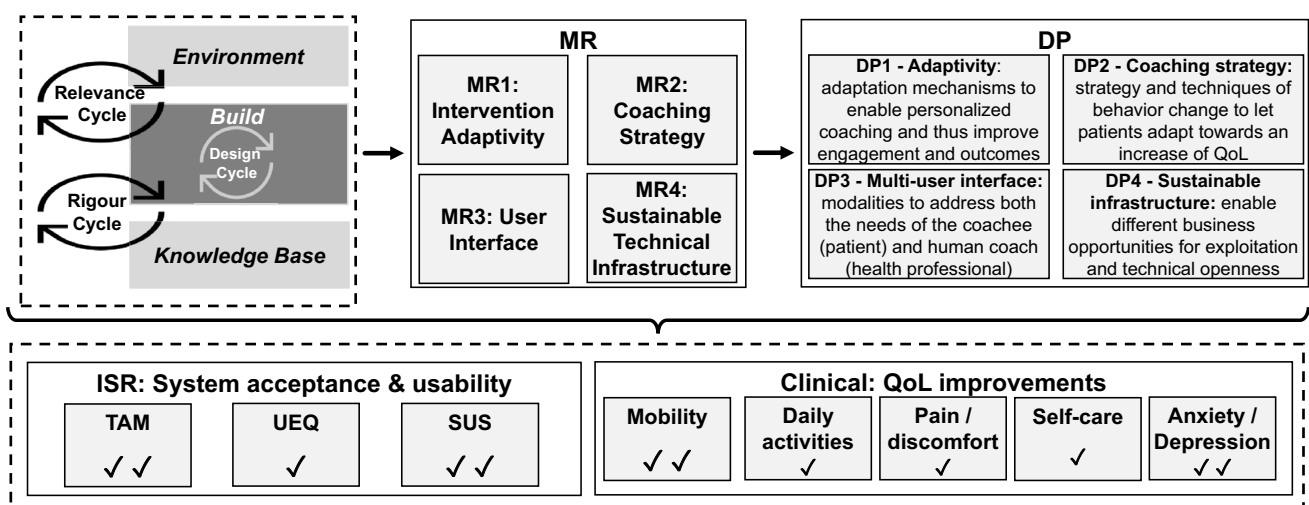 Environment
Relevance
Cycle
Build
Design
Cycle
Rigour
Cycle
Knowledge Base
MR
MR1:
Intervention
Adaptivity
MR2:
Coaching
Strategy
MR3: User
Interface
MR4:
Sustainable
Technical
Infrastructure
DP
DP1 - Adaptivity:
adaptation mechanisms to
enable personalized
coaching and thus improve
engagement and outcomes
DP2 - Coaching strategy:
strategy and techniques of
behavior change to let
patients adapt towards an
increase of QoL
DP3 - Multi-user interface:
modalities to address both
the needs of the coachee
(patient) and human coach
(health professional)
DP4 - Sustainable
infrastructure: enable
different business
opportunities for exploitation
and technical openness
ISR: System acceptance & usability
TAM
✓✓
UEQ
✓
SUS
✓✓
Clinical: QoL improvements
Mobility
✓✓
Daily
activities
✓
Pain /
discomfort
✓
Self-care
✓
Anxiety /
Depression
✓✓